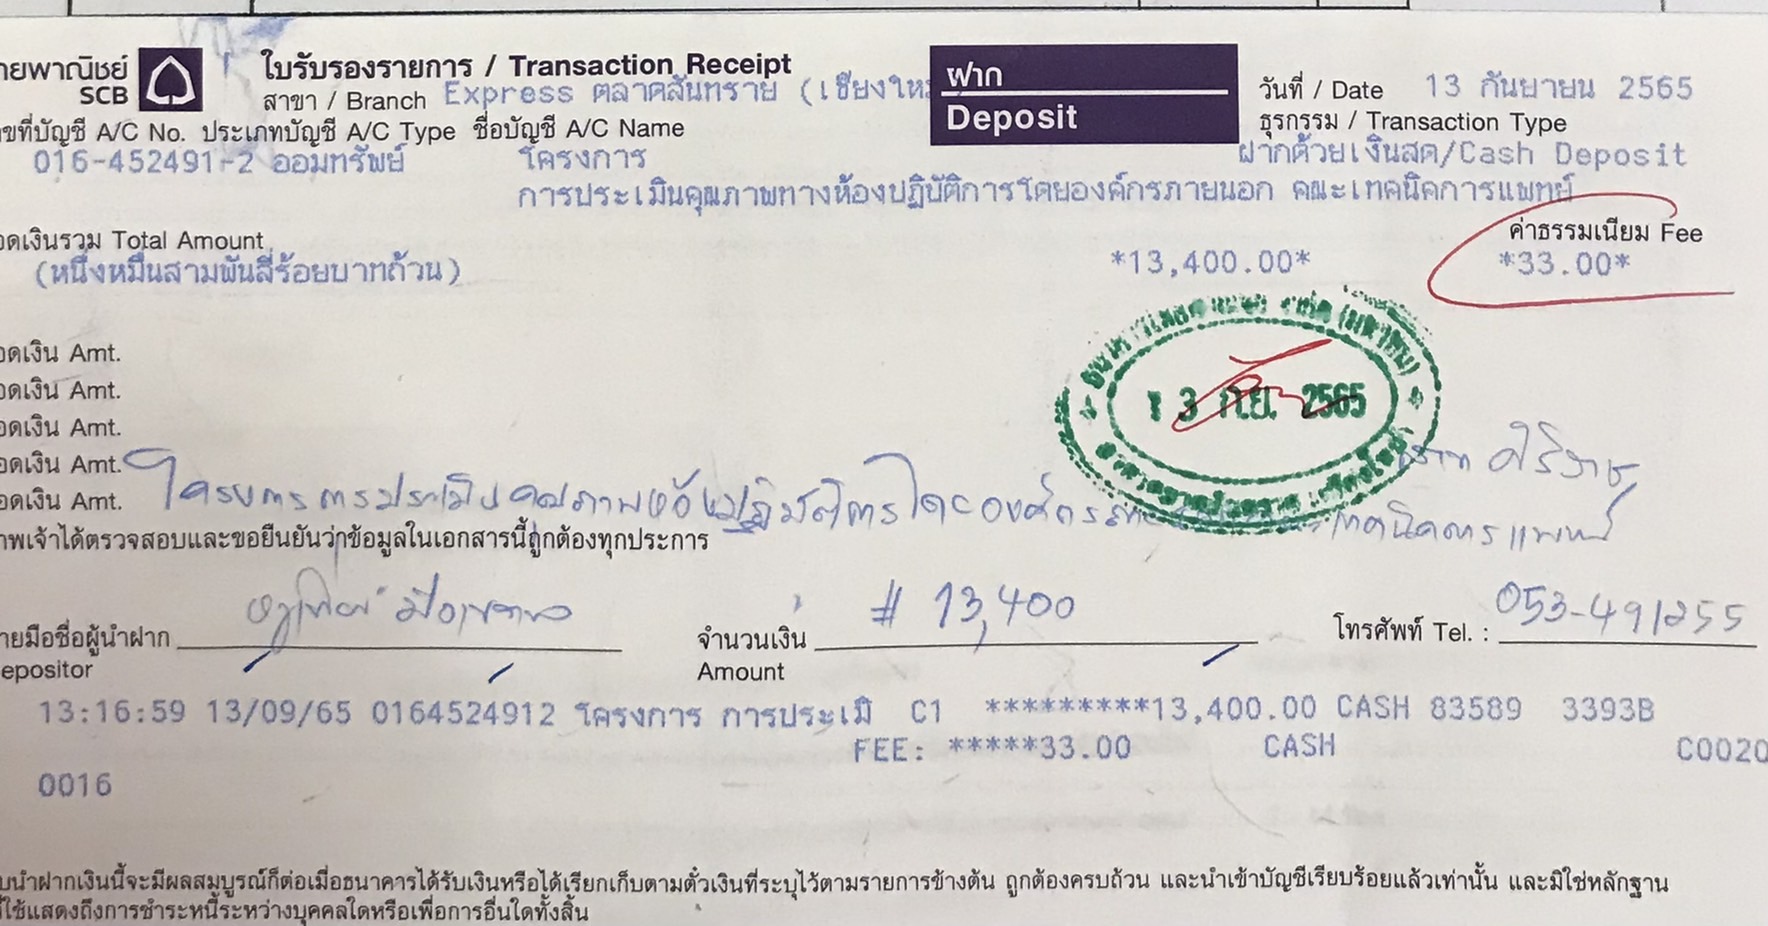 ายพาณิชย์ SCB ใบรับรองรายการ / Transaction Receipt
สาขา / Branch Express ตลาดสันทราย (เชียงให
ฝาก
Deposit
วันที่ / Date 13 กันยายน 2565
ขที่บัญชี A/C No. ประเภทบัญชี A/C Type ชื่อบัญชี A/C Name
ธุรกรรม / Transaction Type
016-452491-2 ออมทรัพย์ โครงการ ฝากด้วยเงินสด/Cash Deposit
การประเมินคุณภาพทางห้องปฏิบัติการโดยองค์กรภายนอก คณะเทคนิคการแพทย์
อดเงินรวม Total Amount ค่าธรรมเนียม Fee
(หนึ่งหมื่นสามพันสี่ร้อยบาทถ้วน) *13,400.00* *33.00*
อดเงิน Amt.
อดเงิน Amt.
อดเงิน Amt.
อดเงิน Amt.
อดเงิน Amt.
13 ก.ย. 2565
ศิริราช
โครงการการประเมินคุณภาพห้องปฏิบัติการโดยองค์กร เทคนิคการแพทย์
าพเจ้าได้ตรวจสอบและขอยืนยันว่าข้อมูลในเอกสารนี้ถูกต้องทุกประการ
ายมือชื่อผู้นำฝาก
epositor
จำนวนเงิน # 13,400
Amount
โทรศัพท์ Tel. : 053-491255
13:16:59 13/09/65 0164524912 โครงการ การประเมิ C1 *********13,400.00 CASH 83589 3393B
FEE: *****33.00 CASH C0020
0016
บนำฝากเงินนี้จะมีผลสมบูรณ์ก็ต่อเมื่อธนาคารได้รับเงินหรือได้เรียกเก็บตามตั๋วเงินที่ระบุไว้ตามรายการข้างต้น ถูกต้องครบถ้วน และนำเข้าบัญชีเรียบร้อยแล้วเท่านั้น และมิใช่หลักฐาน
ี่ใช้แสดงถึงการชำระหนี้ระหว่างบุคคลใดหรือเพื่อการอื่นใดทั้งสิ้น